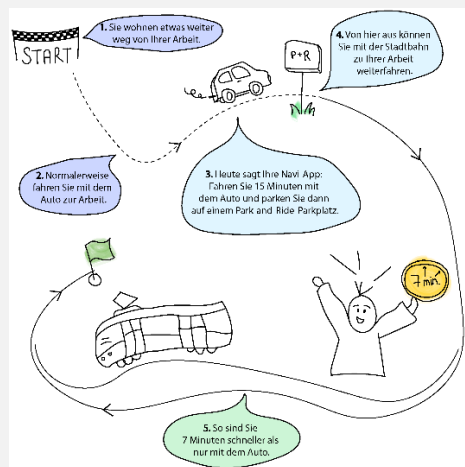 START
1. Sie wohnen etwas weiter
weg von Ihrer Arbeit.
2. Normalerweise
fahren Sie mit dem
Auto zur Arbeit.
3. Heute sagt Ihre Navi App:
Fahren Sie 15 Minuten mit
dem Auto und parken Sie dann
auf einem Park and Ride Parkplatz.
P+R
4. Von hier aus können
Sie mit der Stadtbahn
zu Ihrer Arbeit
weiterfahren.
7 min.
5. So sind Sie
7 Minuten schneller als
nur mit dem Auto.